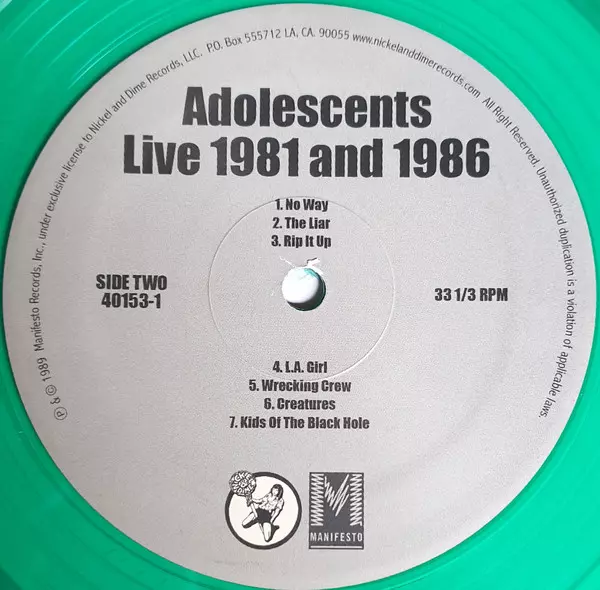 ℗ & © 1989 Manifesto Records, Inc., under exclusive license to Nickel and Dime Records, LLC. P.O. Box 555712 LA, CA. 90055 www.nickelanddimerecords.com All Right Reserved. Unauthorized duplication is a violation of applicable laws.
Adolescents
Live 1981 and 1986
1. No Way
2. The Liar
3. Rip It Up
SIDE TWO
40153-1
33 1/3 RPM
4. L.A. Girl
5. Wrecking Crew
6. Creatures
7. Kids Of The Black Hole
MANIFESTO